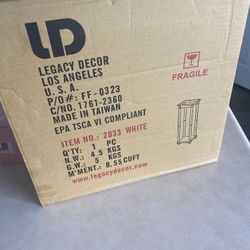 LD
LEGACY DECOR
LOS ANGELES
U. S. A.
P/O#: FF-0323
C/NO. 1761-2360
MADE IN TAIWAN
EPA TSCA VI COMPLIANT
ITEM NO.: 2033 WHITE
Q'TY: 1 PC
N.W.: 4.5 KGS
G.W.: 5 KGS
M'MENT.: 0.55CUFT
www.legacydecor.com
FRAGILE